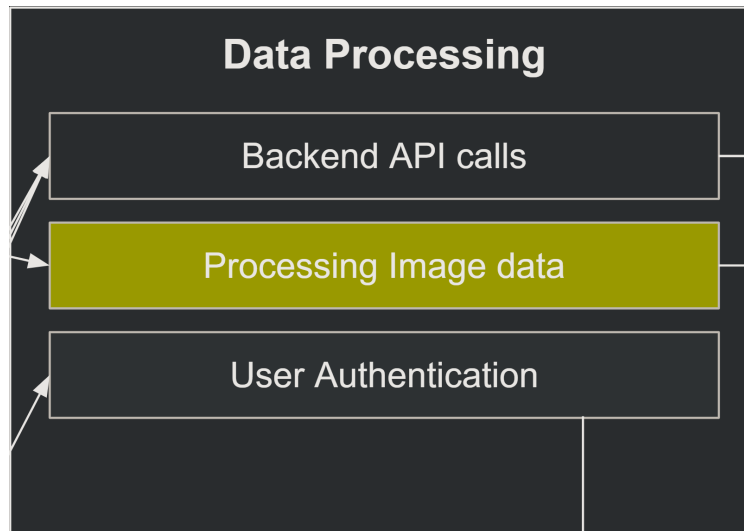 Data Processing
Backend API calls
Processing Image data
User Authentication